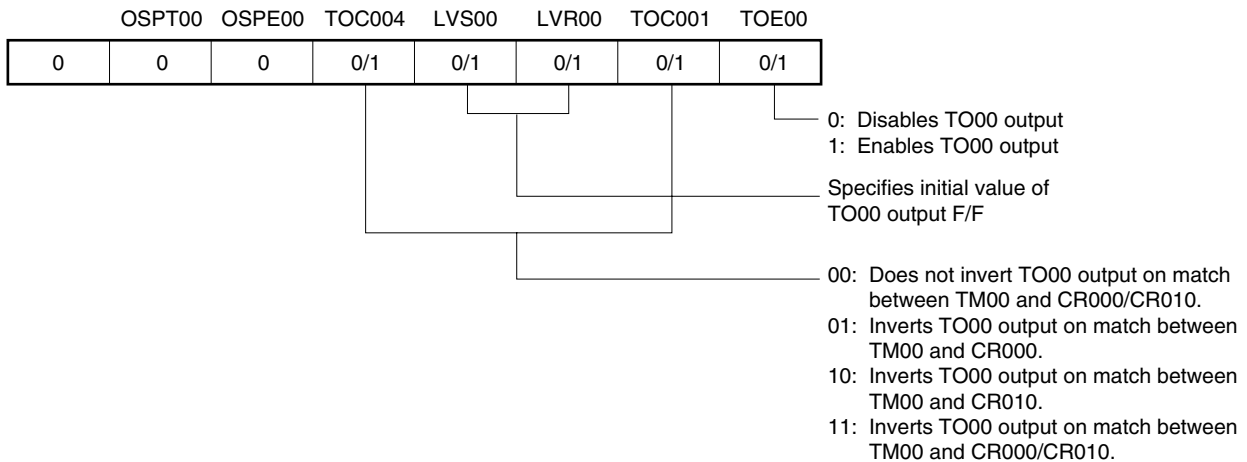 OSPT00 OSPE00 TOC004 LVS00 LVR00 TOC001 TOE00
0 0 0 0/1 0/1 0/1 0/1 0/1
0: Disables TO00 output
1: Enables TO00 output
Specifies initial value of
TO00 output F/F
00: Does not invert TO00 output on match
between TM00 and CR000/CR010.
01: Inverts TO00 output on match between
TM00 and CR000.
10: Inverts TO00 output on match between
TM00 and CR010.
11: Inverts TO00 output on match between
TM00 and CR000/CR010.